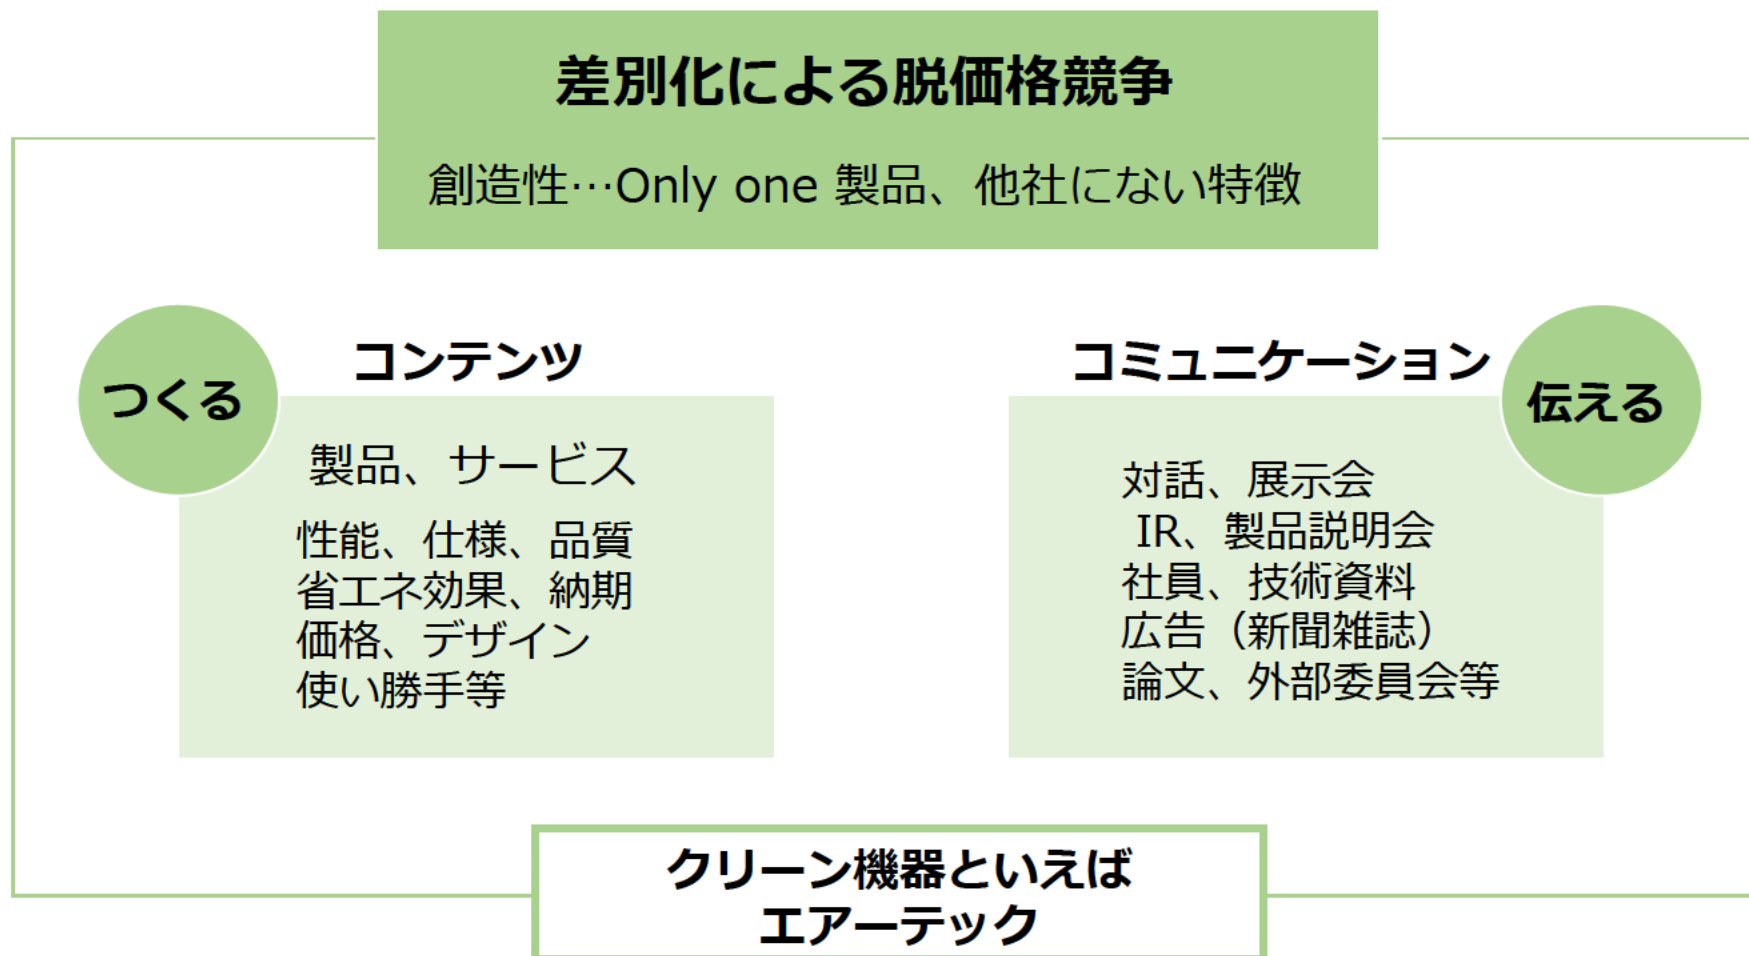 差別化による脱価格競争
創造性…Only one 製品、他社にない特徴
つくる
コンテンツ
製品、サービス
性能、仕様、品質
省エネ効果、納期
価格、デザイン
使い勝手等
コミュニケーション
伝える
対話、展示会
IR、製品説明会
社員、技術資料
広告（新聞雑誌）
論文、外部委員会等
クリーン機器といえば
エアーテック